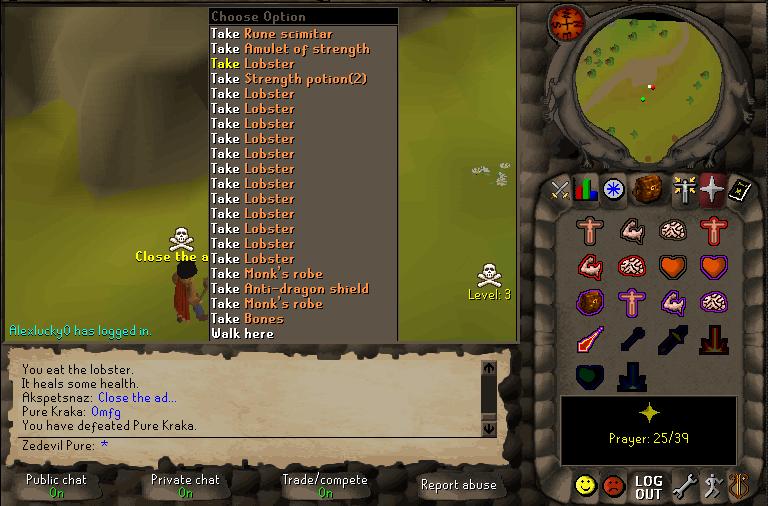 Choose Option
Take Rune scimitar
Take Amulet of strength
Take Lobster
Take Strength potion(2)
Take Lobster
Take Lobster
Take Lobster
Take Lobster
Take Lobster
Take Lobster
Take Lobster
Take Lobster
Take Lobster
Take Lobster
Take Lobster
Take Lobster
Take Monk's robe
Take Anti-dragon shield
Take Monk's robe
Take Bones
Walk here
Close the a
Level: 3
Alexlucky0 has logged in.
You eat the lobster.
It heals some health.
Akspetsnaz: Close the ad...
Pure Kraka: Omfg
You have defeated Pure Kraka.
Zedevil Pure: *
Prayer: 25/39
Public chat
On
Private chat
On
Trade/compete
On
Report abuse
LOG
OUT